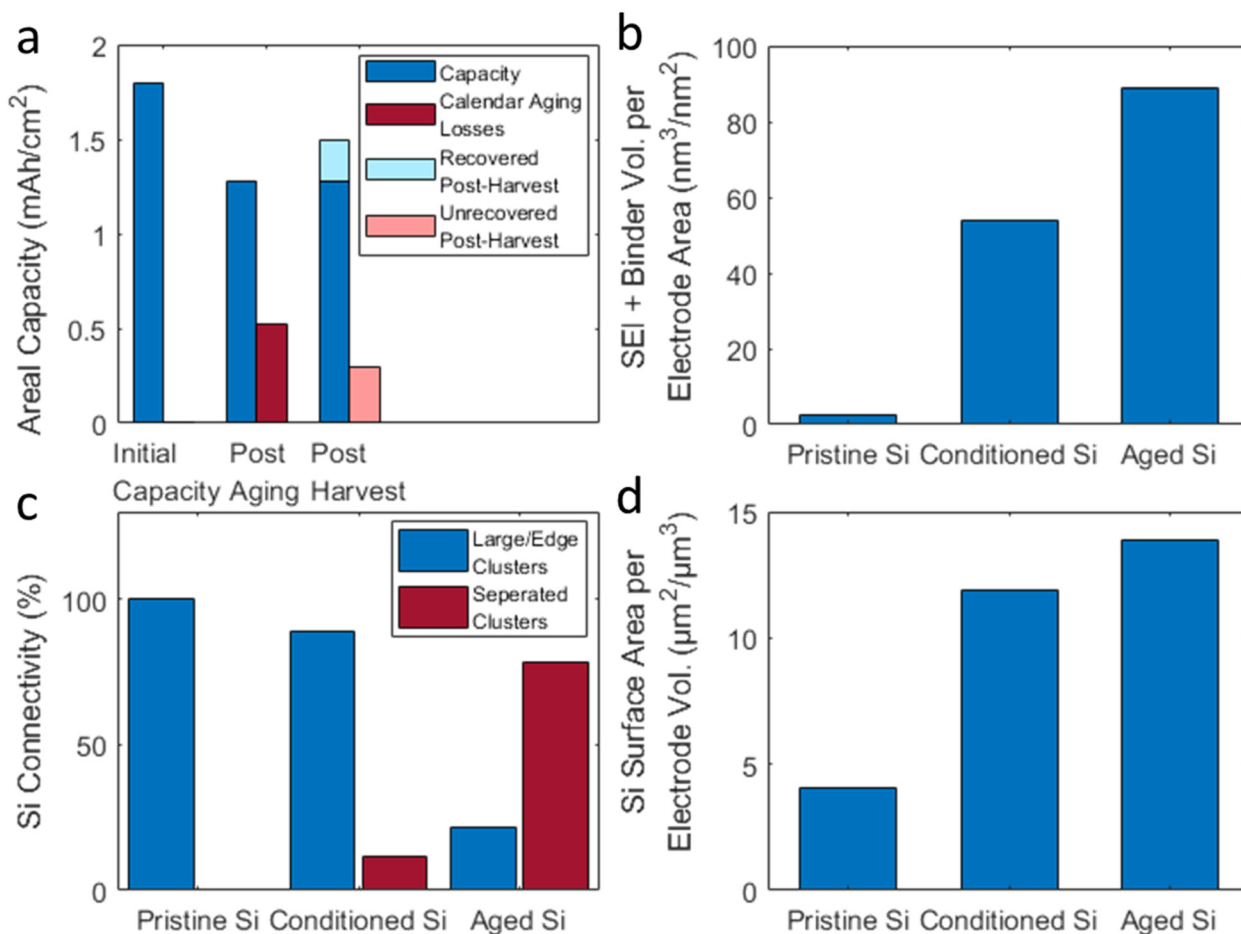 a
Areal Capacity (mAh/cm²)
2
1.5
1
0.5
0
Capacity
Calendar Aging
Losses
Recovered
Post-Harvest
Unrecovered
Post-Harvest
Initial Post Post
Capacity Aging Harvest
b
SEI + Binder Vol. per
Electrode Area (nm³/nm²)
100
80
60
40
20
0
Pristine Si Conditioned Si Aged Si
c
Si Connectivity (%)
100
50
0
Large/Edge
Clusters
Seperated
Clusters
Pristine Si Conditioned Si Aged Si
d
Si Surface Area per
Electrode Vol. (µm²/µm³)
15
10
5
0
Pristine Si Conditioned Si Aged Si